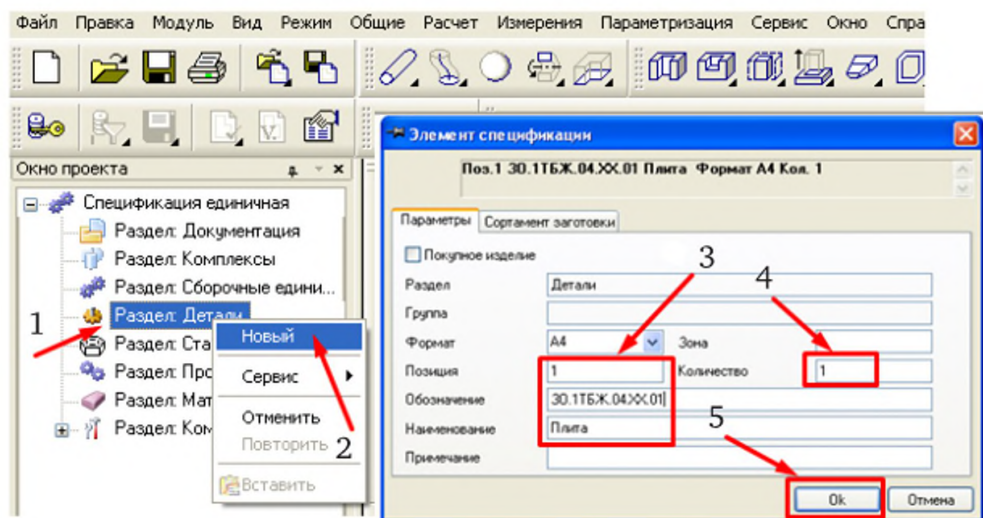 Файл Правка Модуль Вид Режим Общие Расчет Измерения Параметризация Сервис Окно Спра
Окно проекта
Спецификация единичная
Раздел: Документация
Раздел: Комплексы
Раздел: Сборочные едини...
Раздел: Детали
Раздел: Ста
Раздел: Про
Раздел: Мат
Раздел: Ком
1
Новый
Сервис
Отменить
Повторить
2
Вставить
Элемент спецификации
Поз.1 30.1ТБЖ.04.XX.01 Плита Формат А4 Кол. 1
Параметры Сортамент заготовки
Покупное изделие
3
4
Раздел Детали
Группа
Формат А4 Зона
Позиция 1 Количество 1
Обозначение 30.1ТБЖ.04.XX.01
5
Наименование Плита
Примечание
Ok Отмена